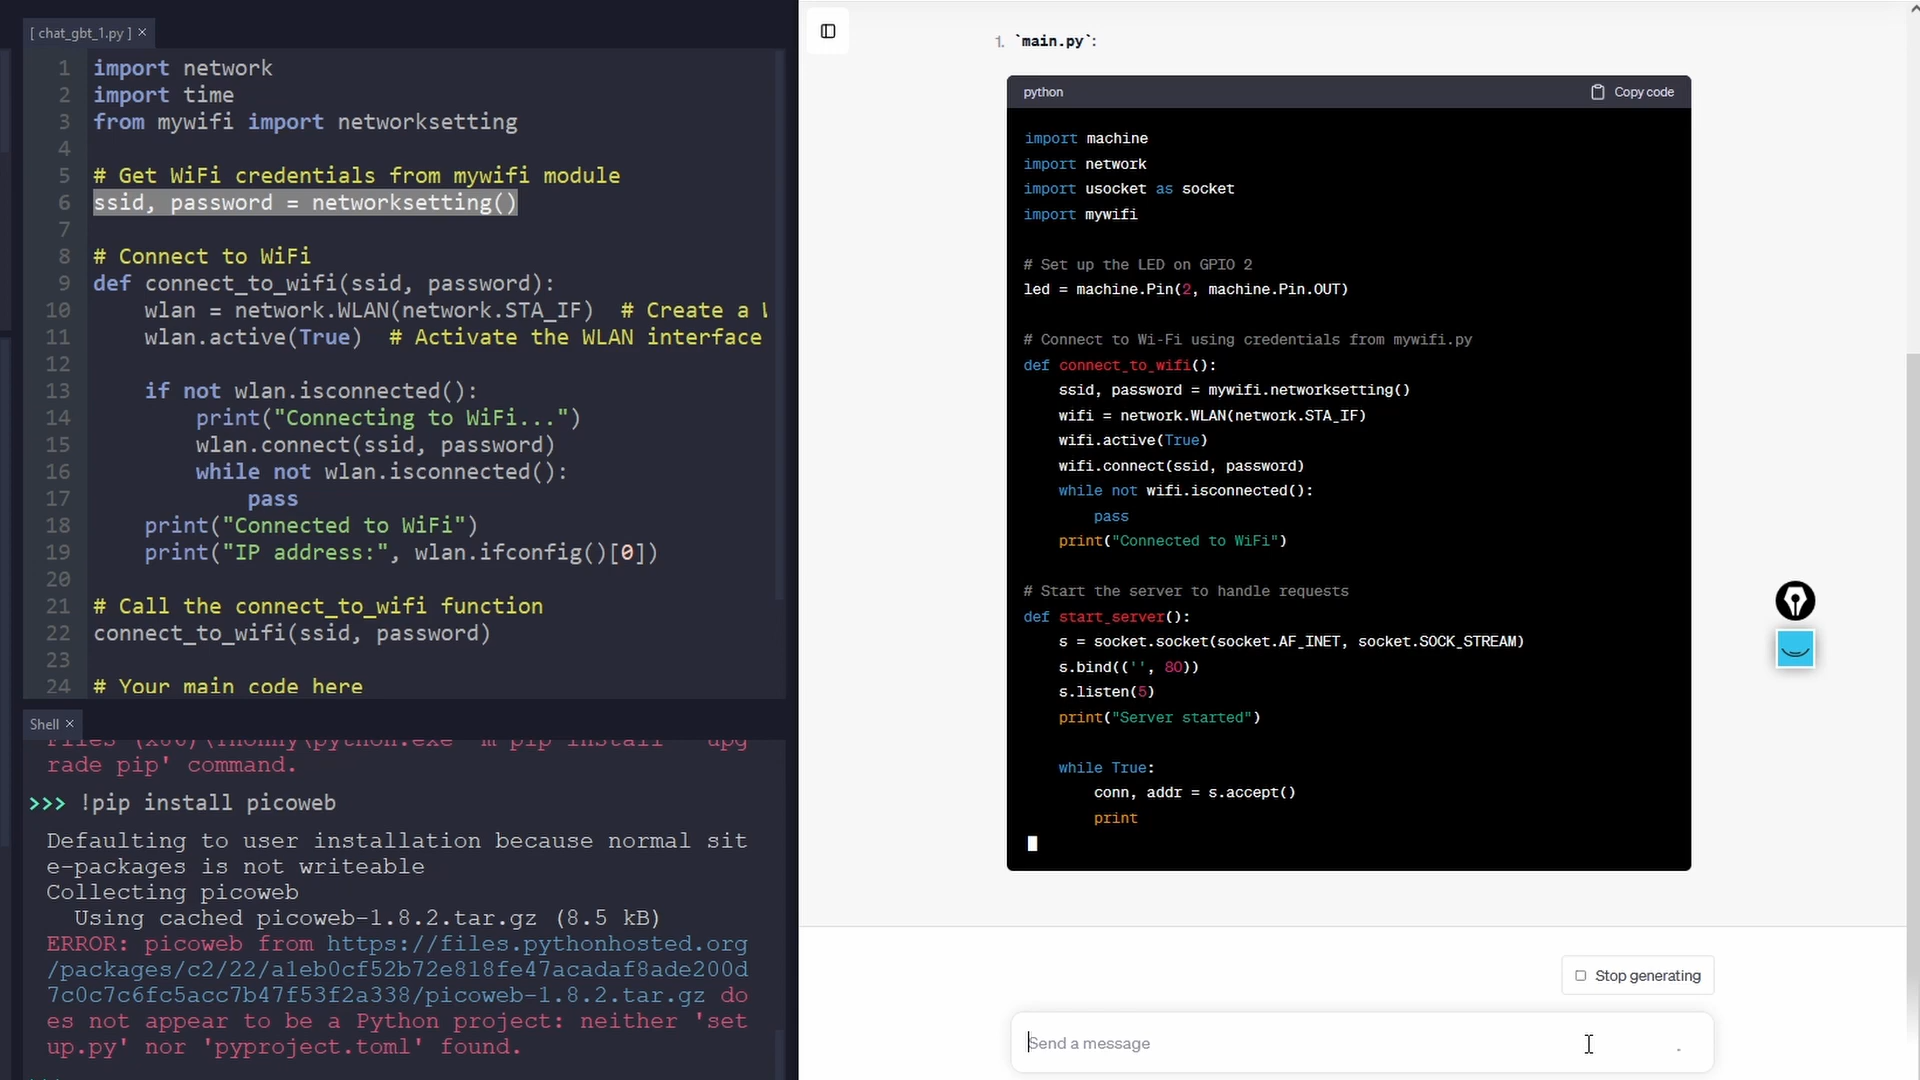 [ chat_gbt_1.py ] ×
1 import network
2 import time
3 from mywifi import networksetting
4
5 # Get WiFi credentials from mywifi module
6 ssid, password = networksetting()
7
8 # Connect to WiFi
9 def connect_to_wifi(ssid, password):
10 wlan = network.WLAN(network.STA_IF)  # Create a
11 wlan.active(True)  # Activate the WLAN interface
12
13 if not wlan.isconnected():
14 print("Connecting to WiFi...")
15 wlan.connect(ssid, password)
16 while not wlan.isconnected():
17 pass
18 print("Connected to WiFi")
19 print("IP address:", wlan.ifconfig()[0])
20
21 # Call the connect_to_wifi function
22 connect_to_wifi(ssid, password)
23
24 # Your main code here
Shell ×
Files (x86)\Thonny\python.exe -m pip install --upg
rade pip' command.
>>> !pip install picoweb
Defaulting to user installation because normal sit
e-packages is not writeable
Collecting picoweb
Using cached picoweb-1.8.2.tar.gz (8.5 kB)
ERROR: picoweb from https://files.pythonhosted.org
/packages/c2/22/a1eb0cf52b72e818fe47acadaf8ade200d
7c0c7c6fc5acc7b47f53f2a338/picoweb-1.8.2.tar.gz do
es not appear to be a Python project: neither 'set
up.py' nor 'pyproject.toml' found.
1. `main.py`:
python Copy code
import machine
import network
import usocket as socket
import mywifi
# Set up the LED on GPIO 2
led = machine.Pin(2, machine.Pin.OUT)
# Connect to Wi-Fi using credentials from mywifi.py
def connect_to_wifi():
ssid, password = mywifi.networksetting()
wifi = network.WLAN(network.STA_IF)
wifi.active(True)
wifi.connect(ssid, password)
while not wifi.isconnected():
pass
print("Connected to WiFi")
# Start the server to handle requests
def start_server():
s = socket.socket(socket.AF_INET, socket.SOCK_STREAM)
s.bind(('', 80))
s.listen(5)
print("Server started")
while True:
conn, addr = s.accept()
print
Stop generating
Send a message